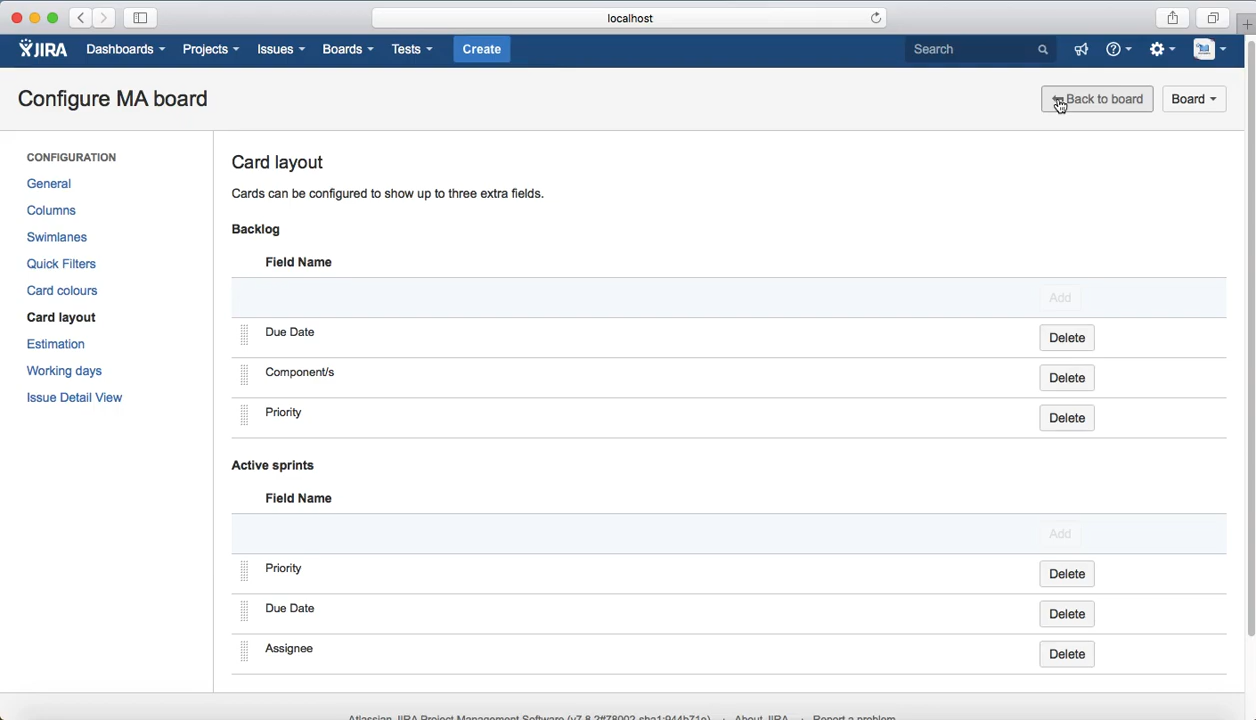 localhost
JIRA Dashboards Projects Issues Boards Tests Create Search
Configure MA board
Back to board Board
CONFIGURATION
General
Columns
Swimlanes
Quick Filters
Card colours
Card layout
Estimation
Working days
Issue Detail View
Card layout
Cards can be configured to show up to three extra fields.
Backlog
Field Name
Add
Due Date Delete
Component/s Delete
Priority Delete
Active sprints
Field Name
Add
Priority Delete
Due Date Delete
Assignee Delete
Atlassian JIRA Project Management Software (v7.8.2#78002-sha1:944b71e) · About JIRA · Report a problem